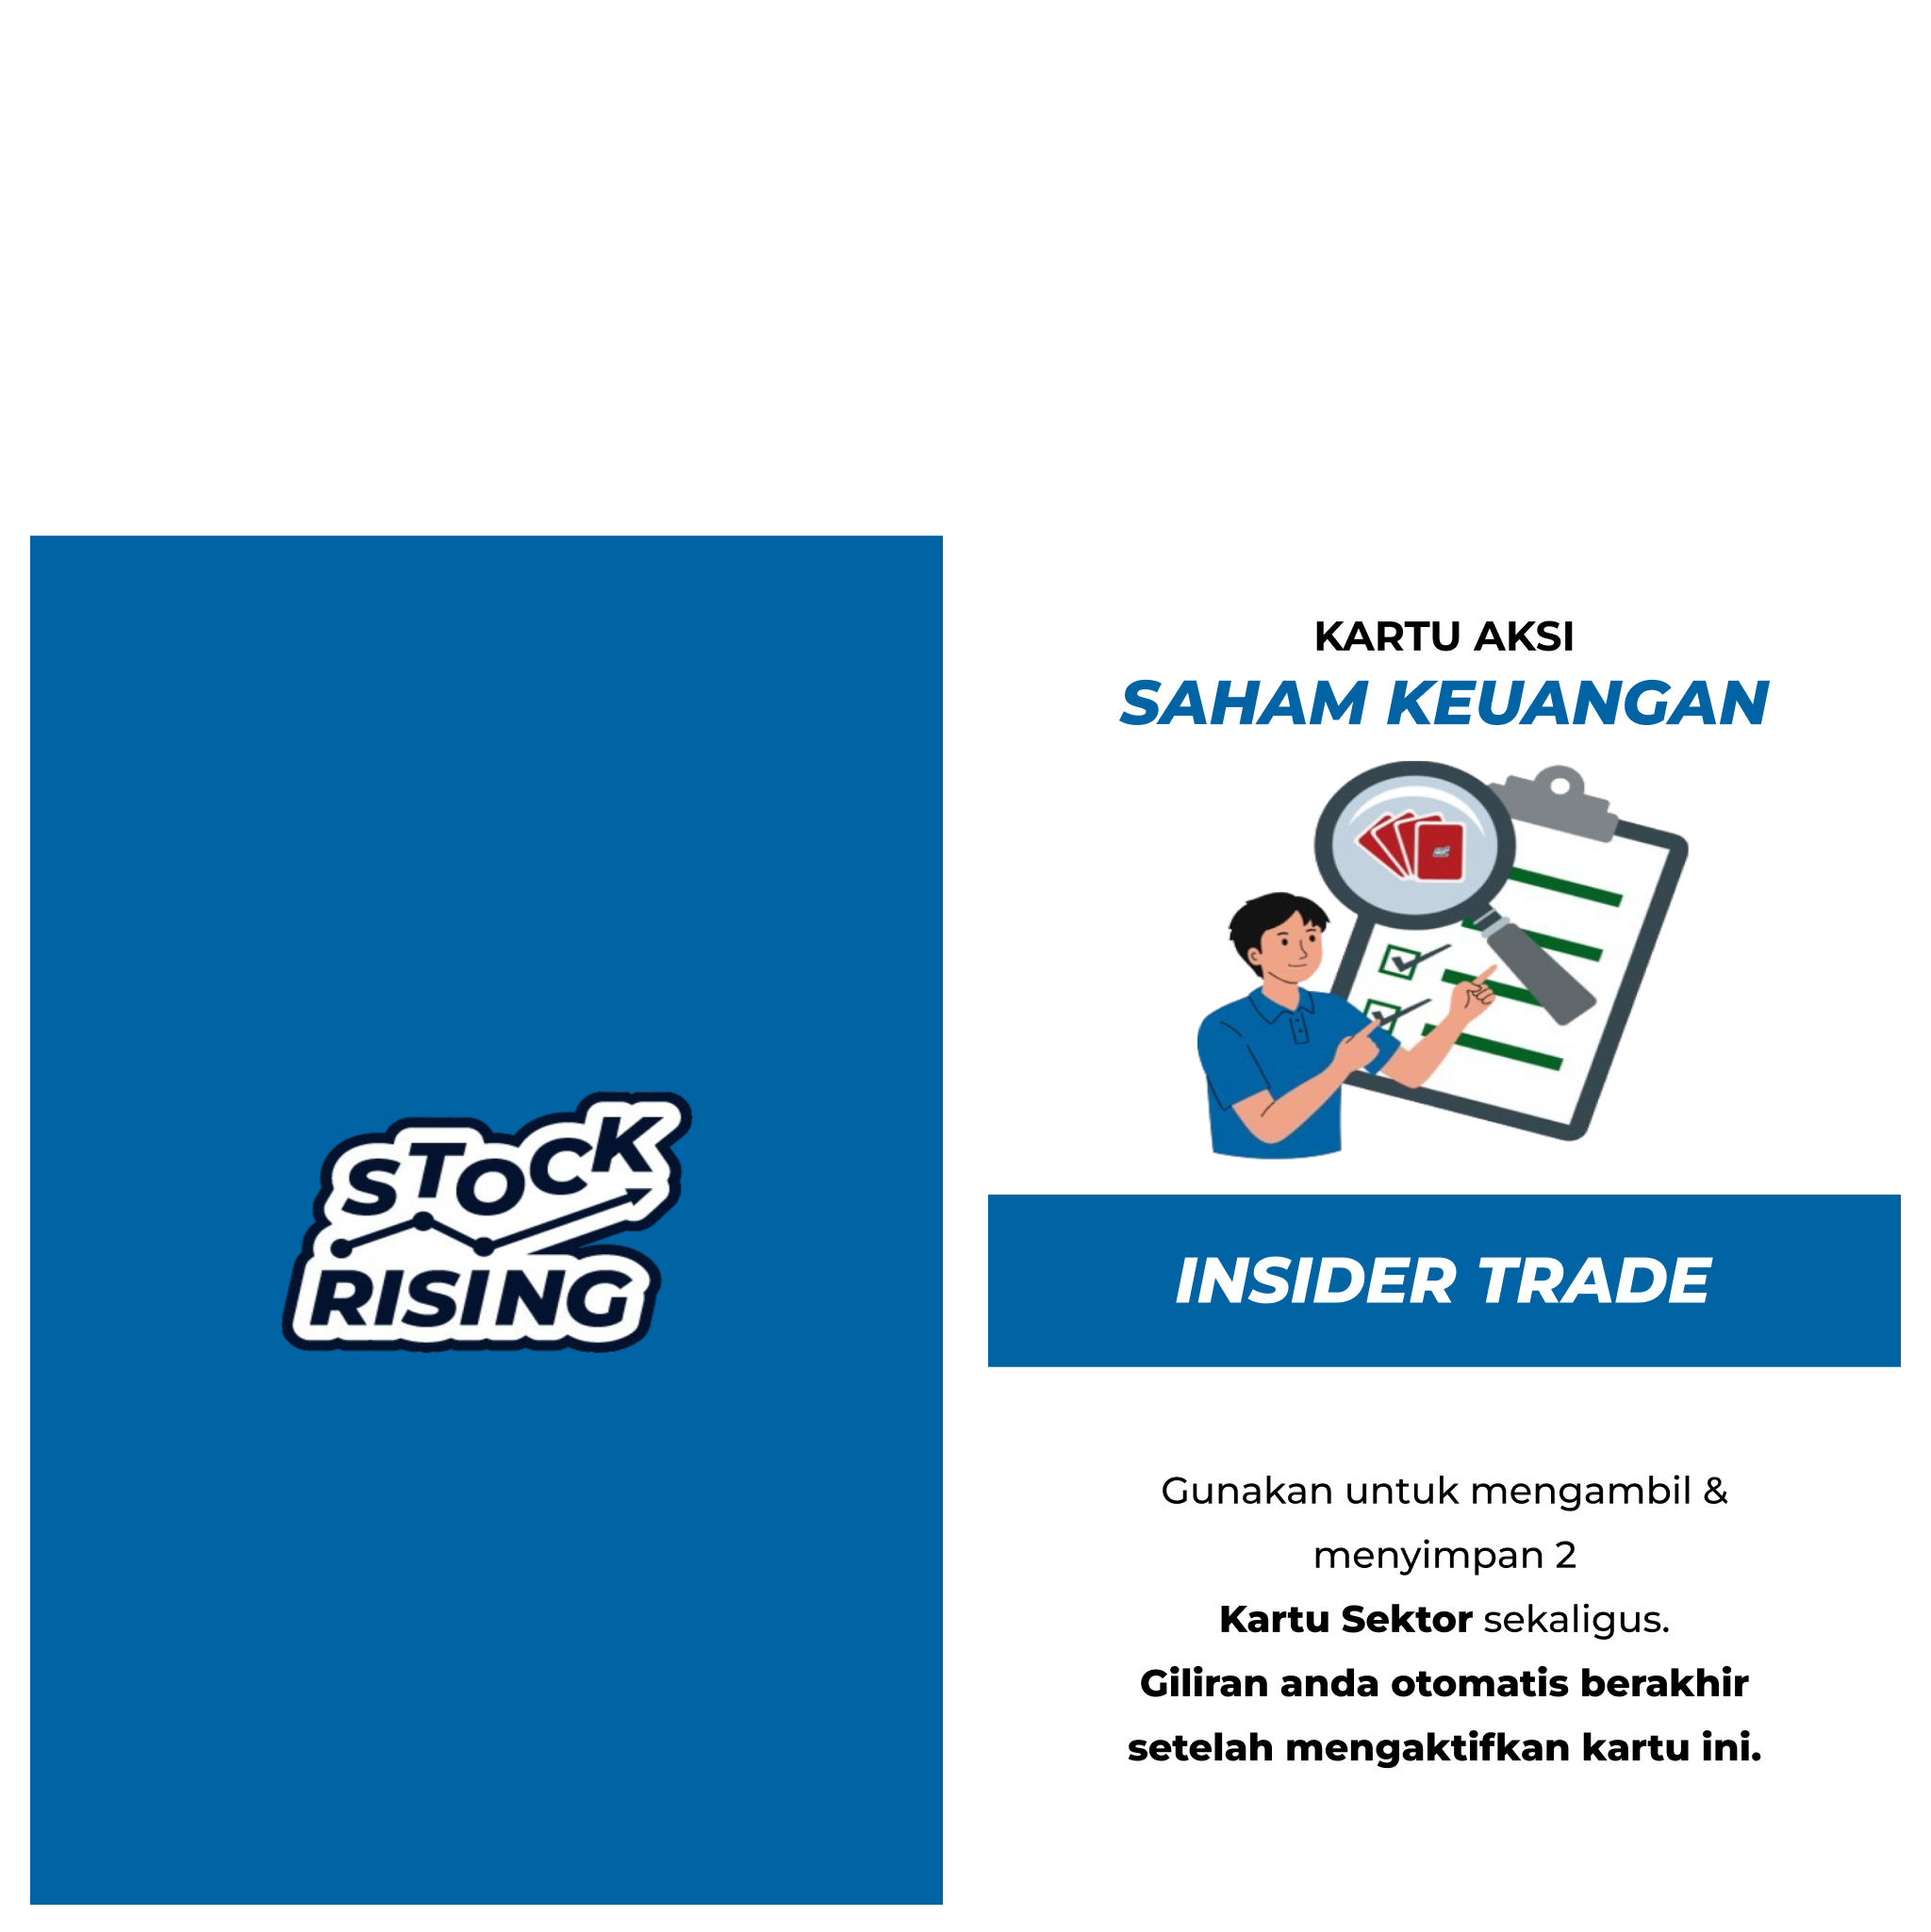 STOCK
RISING
KARTU AKSI
SAHAM KEUANGAN
INSIDER TRADE
Gunakan untuk mengambil &
menyimpan 2
Kartu Sektor sekaligus.
Giliran anda otomatis berakhir
setelah mengaktifkan kartu ini.